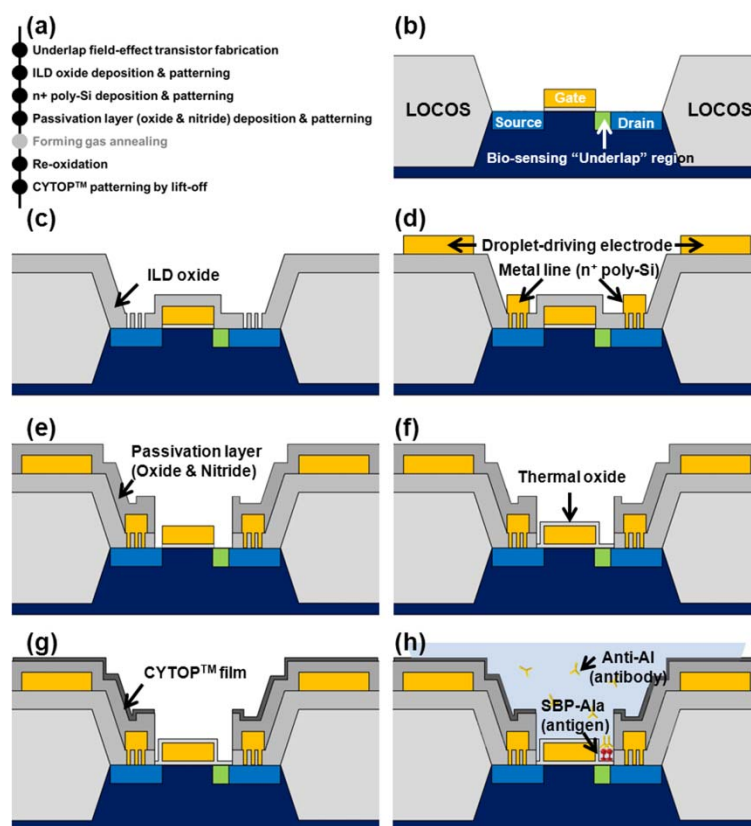 (a)
Underlap field-effect transistor fabrication
ILD oxide deposition & patterning
n+ poly-Si deposition & patterning
Passivation layer (oxide & nitride) deposition & patterning
Forming gas annealing
Re-oxidation
CYTOP™ patterning by lift-off
(b)
LOCOS
Gate
LOCOS
Source
Drain
Bio-sensing “Underlap” region
(c)
ILD oxide
(d)
Droplet-driving electrode
Metal line (n⁺ poly-Si)
(e)
Passivation layer
(Oxide & Nitride)
(f)
Thermal oxide
(g)
CYTOP™ film
(h)
Anti-AI
(antibody)
SBP-Ala
(antigen)